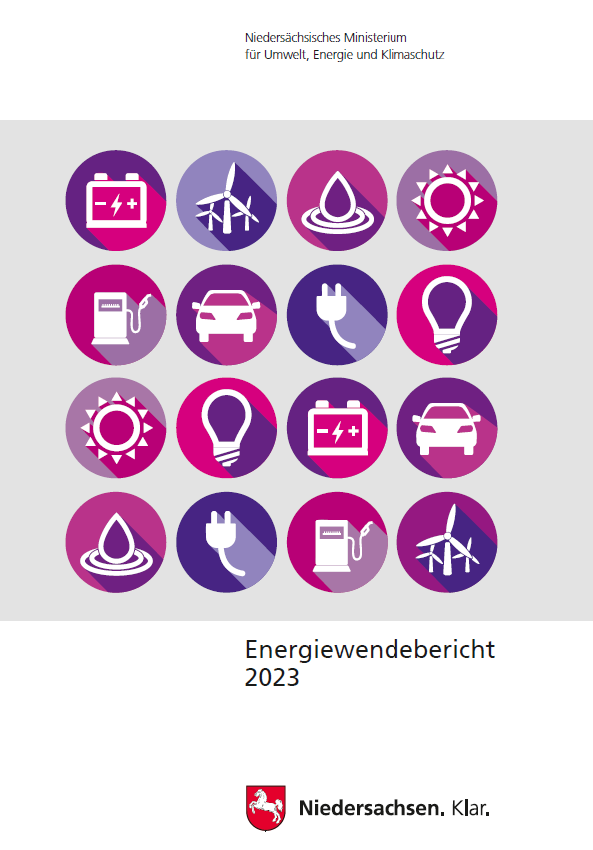 Niedersächsisches Ministerium
für Umwelt, Energie und Klimaschutz
Energiewendebericht
2023
Niedersachsen. Klar.